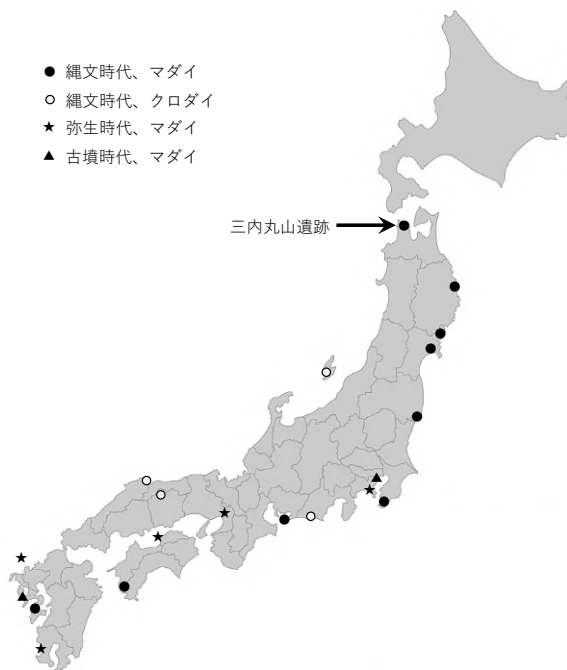 ● 縄文時代、マダイ
○ 縄文時代、クロダイ
★ 弥生時代、マダイ
▲ 古墳時代、マダイ
三内丸山遺跡